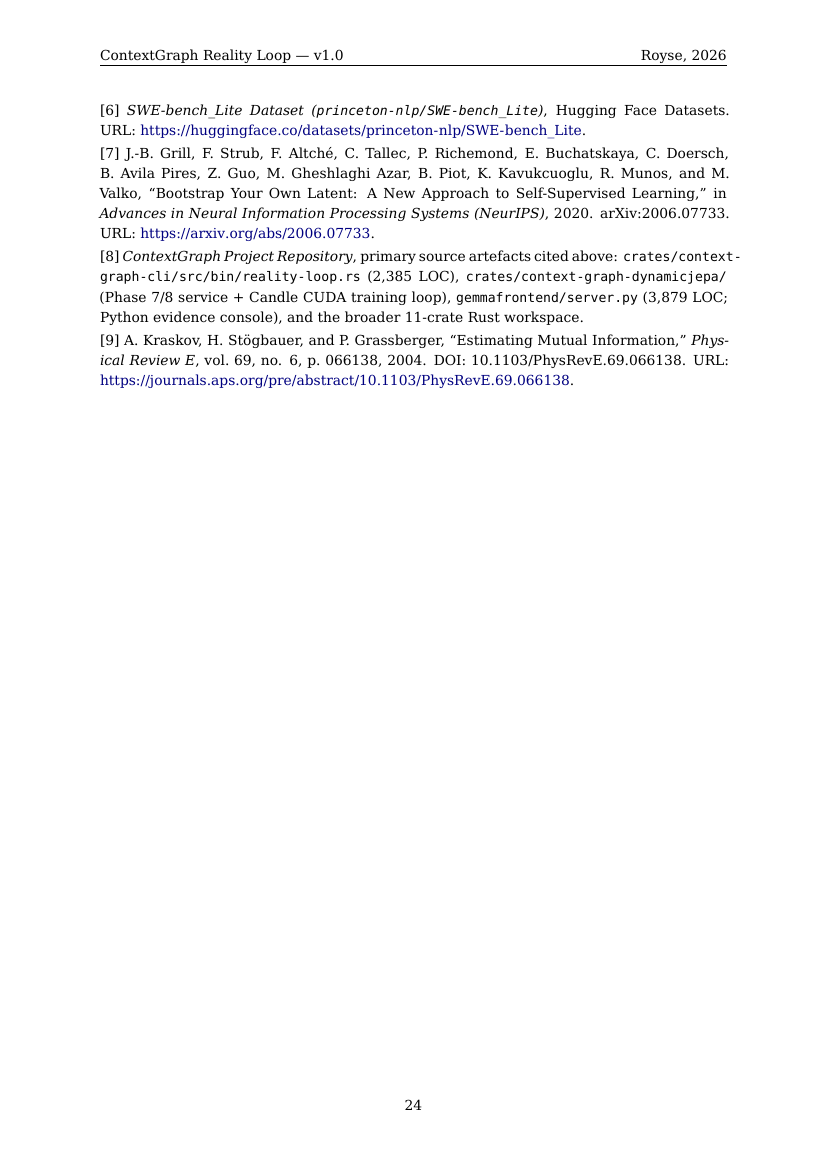 ContextGraph Reality Loop — v1.0 Royse, 2026
[6] SWE-bench_Lite Dataset (princeton-nlp/SWE-bench_Lite), Hugging Face Datasets.
URL: https://huggingface.co/datasets/princeton-nlp/SWE-bench_Lite.
[7] J.-B. Grill, F. Strub, F. Altché, C. Tallec, P. Richemond, E. Buchatskaya, C. Doersch,
B. Avila Pires, Z. Guo, M. Gheshlaghi Azar, B. Piot, K. Kavukcuoglu, R. Munos, and M.
Valko, “Bootstrap Your Own Latent: A New Approach to Self-Supervised Learning,” in
Advances in Neural Information Processing Systems (NeurIPS), 2020. arXiv:2006.07733.
URL: https://arxiv.org/abs/2006.07733.
[8] ContextGraph Project Repository, primary source artefacts cited above: crates/context-
graph-cli/src/bin/reality-loop.rs (2,385 LOC), crates/context-graph-dynamicjepa/
(Phase 7/8 service + Candle CUDA training loop), gemmafrontend/server.py (3,879 LOC;
Python evidence console), and the broader 11-crate Rust workspace.
[9] A. Kraskov, H. Stögbauer, and P. Grassberger, “Estimating Mutual Information,” Phys-
ical Review E, vol. 69, no. 6, p. 066138, 2004. DOI: 10.1103/PhysRevE.69.066138. URL:
https://journals.aps.org/pre/abstract/10.1103/PhysRevE.69.066138.
24